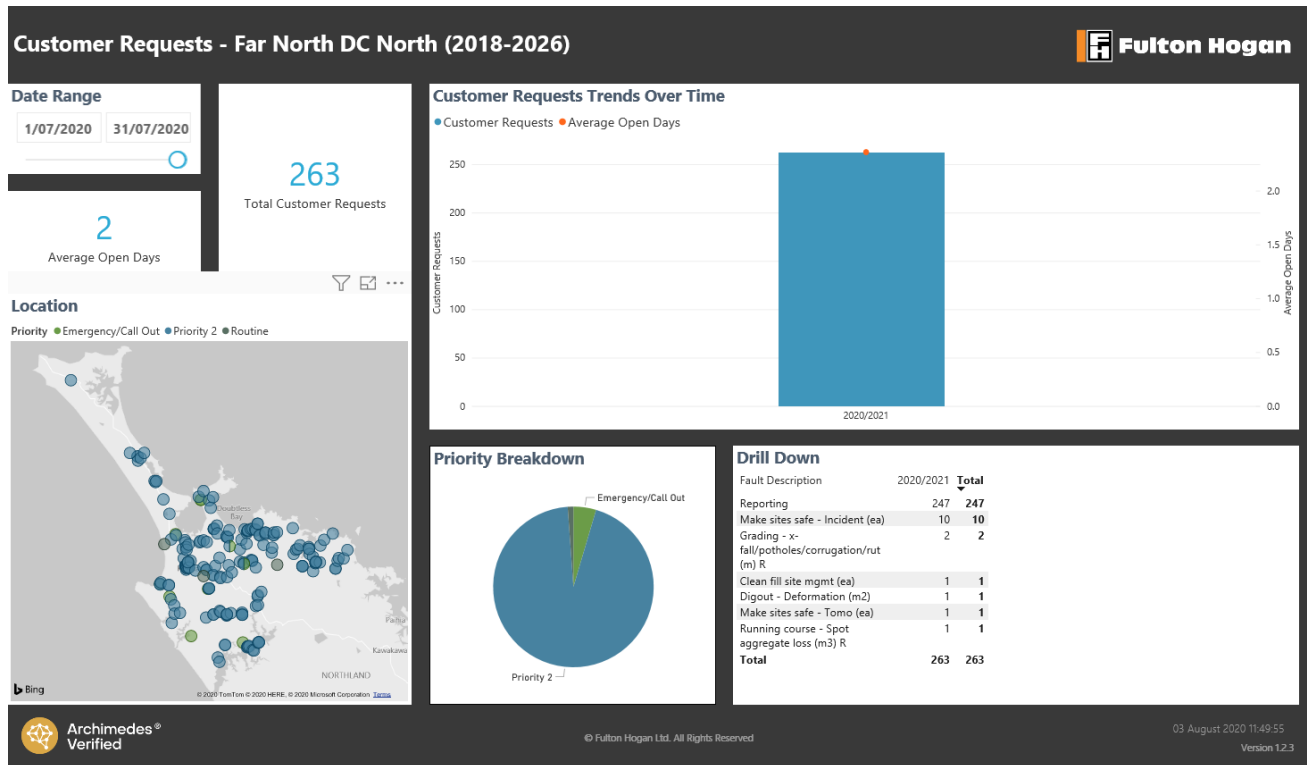 Customer Requests - Far North DC North (2018-2026)
Fulton Hogan
Date Range
1/07/2020 31/07/2020
263
Total Customer Requests
2
Average Open Days
Customer Requests Trends Over Time
Customer Requests Average Open Days
250
200
150
100
50
0
Customer Requests
2.0
1.5
1.0
0.5
0.0
Average Open Days
2020/2021
Location
Priority Emergency/Call Out Priority 2 Routine
Doubtless
Bay
Kawakawa
NORTHLAND
Bing
© 2020 TomTom © 2020 HERE, © 2020 Microsoft Corporation Terms
Priority Breakdown
Emergency/Call Out
Priority 2
Drill Down
Fault Description 2020/2021 Total
Reporting 247 247
Make sites safe - Incident (ea) 10 10
Grading - x- 2 2
fall/potholes/corrugation/rut
(m) R
Clean fill site mgmt (ea) 1 1
Digout - Deformation (m2) 1 1
Make sites safe - Tomo (ea) 1 1
Running course - Spot 1 1
aggregate loss (m3) R
Total 263 263
Archimedes®
Verified
© Fulton Hogan Ltd. All Rights Reserved
03 August 2020 11:49:55
Version 1.2.3